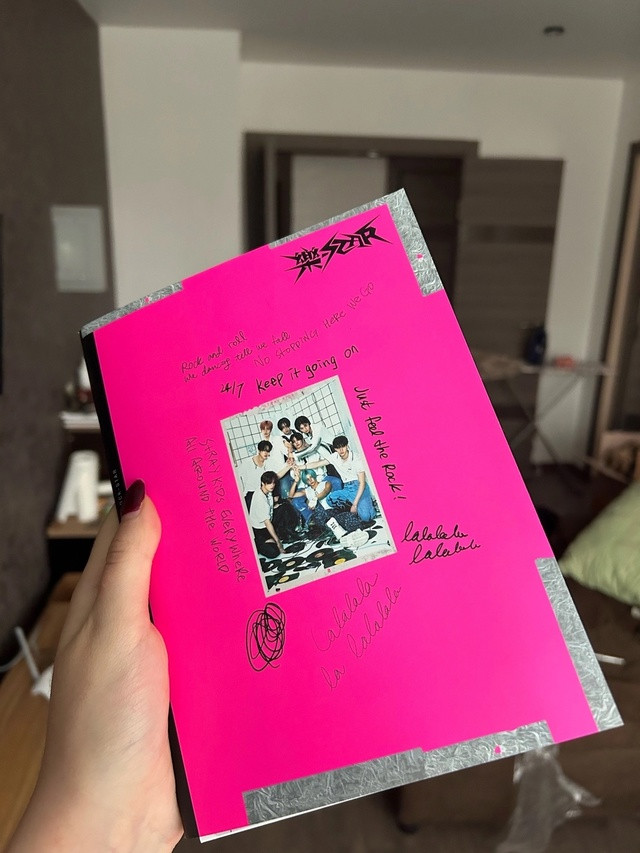 樂-STAR
Rock and roll
NO STOPPING HERE WE GO
we dancing till we fall
24/7 keep it going on
Just feel the Rock!
STRAY KIDS EVERYWHERE
All AROUND THE WORLD
lalalala
lalalala
Lalalala
la lalalala